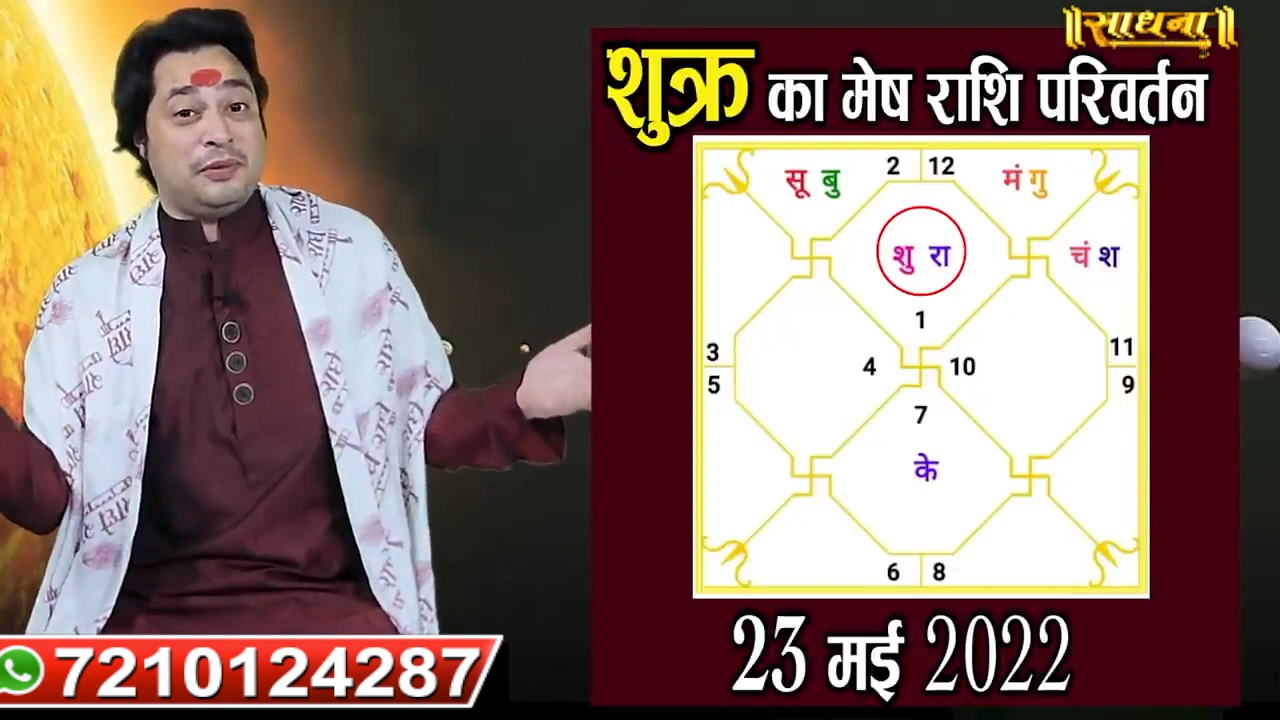 ॥साधना॥
शुक्र का मेष राशि परिवर्तन
सू बु
2
12
मं गु
शु रा
चं श
1
3
11
4
10
5
9
7
के
6
8
23 मई 2022
7210124287